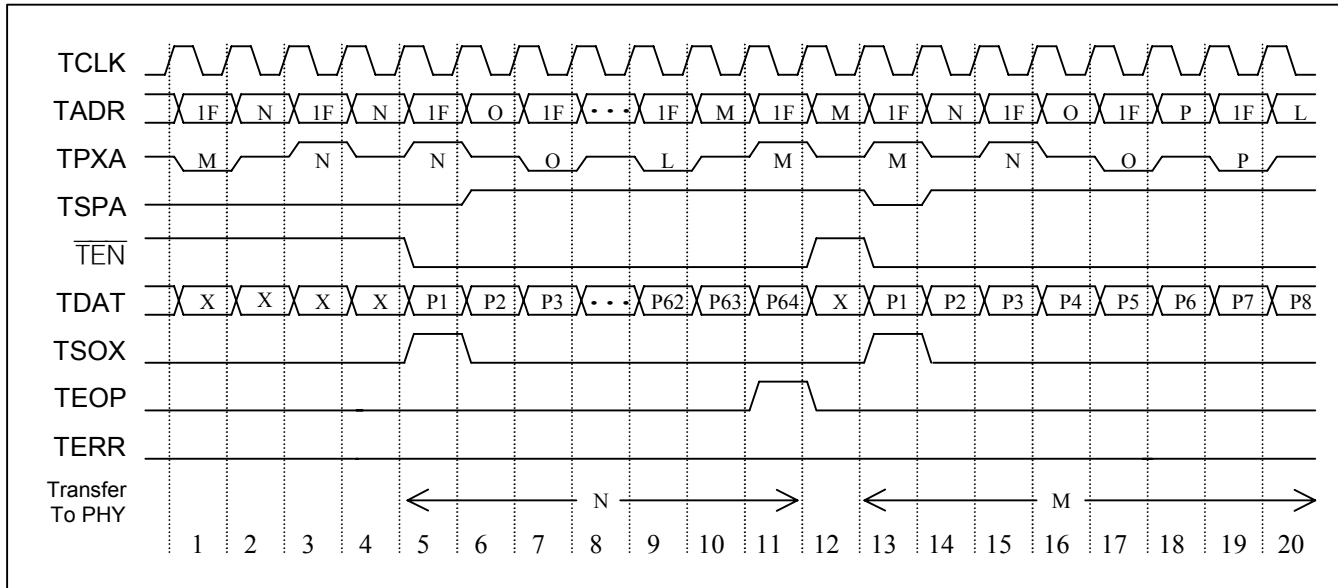 TCLK
TADR 1F N 1F N 1F O 1F ••• 1F M 1F M 1F N 1F O 1F P 1F L
TPXA M N N O L M M N O P
TSPA
TEN
TDAT X X X X P1 P2 P3 ••• P62 P63 P64 X P1 P2 P3 P4 P5 P6 P7 P8
TSOX
TEOP
TERR
Transfer
To PHY N M
1 2 3 4 5 6 7 8 9 10 11 12 13 14 15 16 17 18 19 20